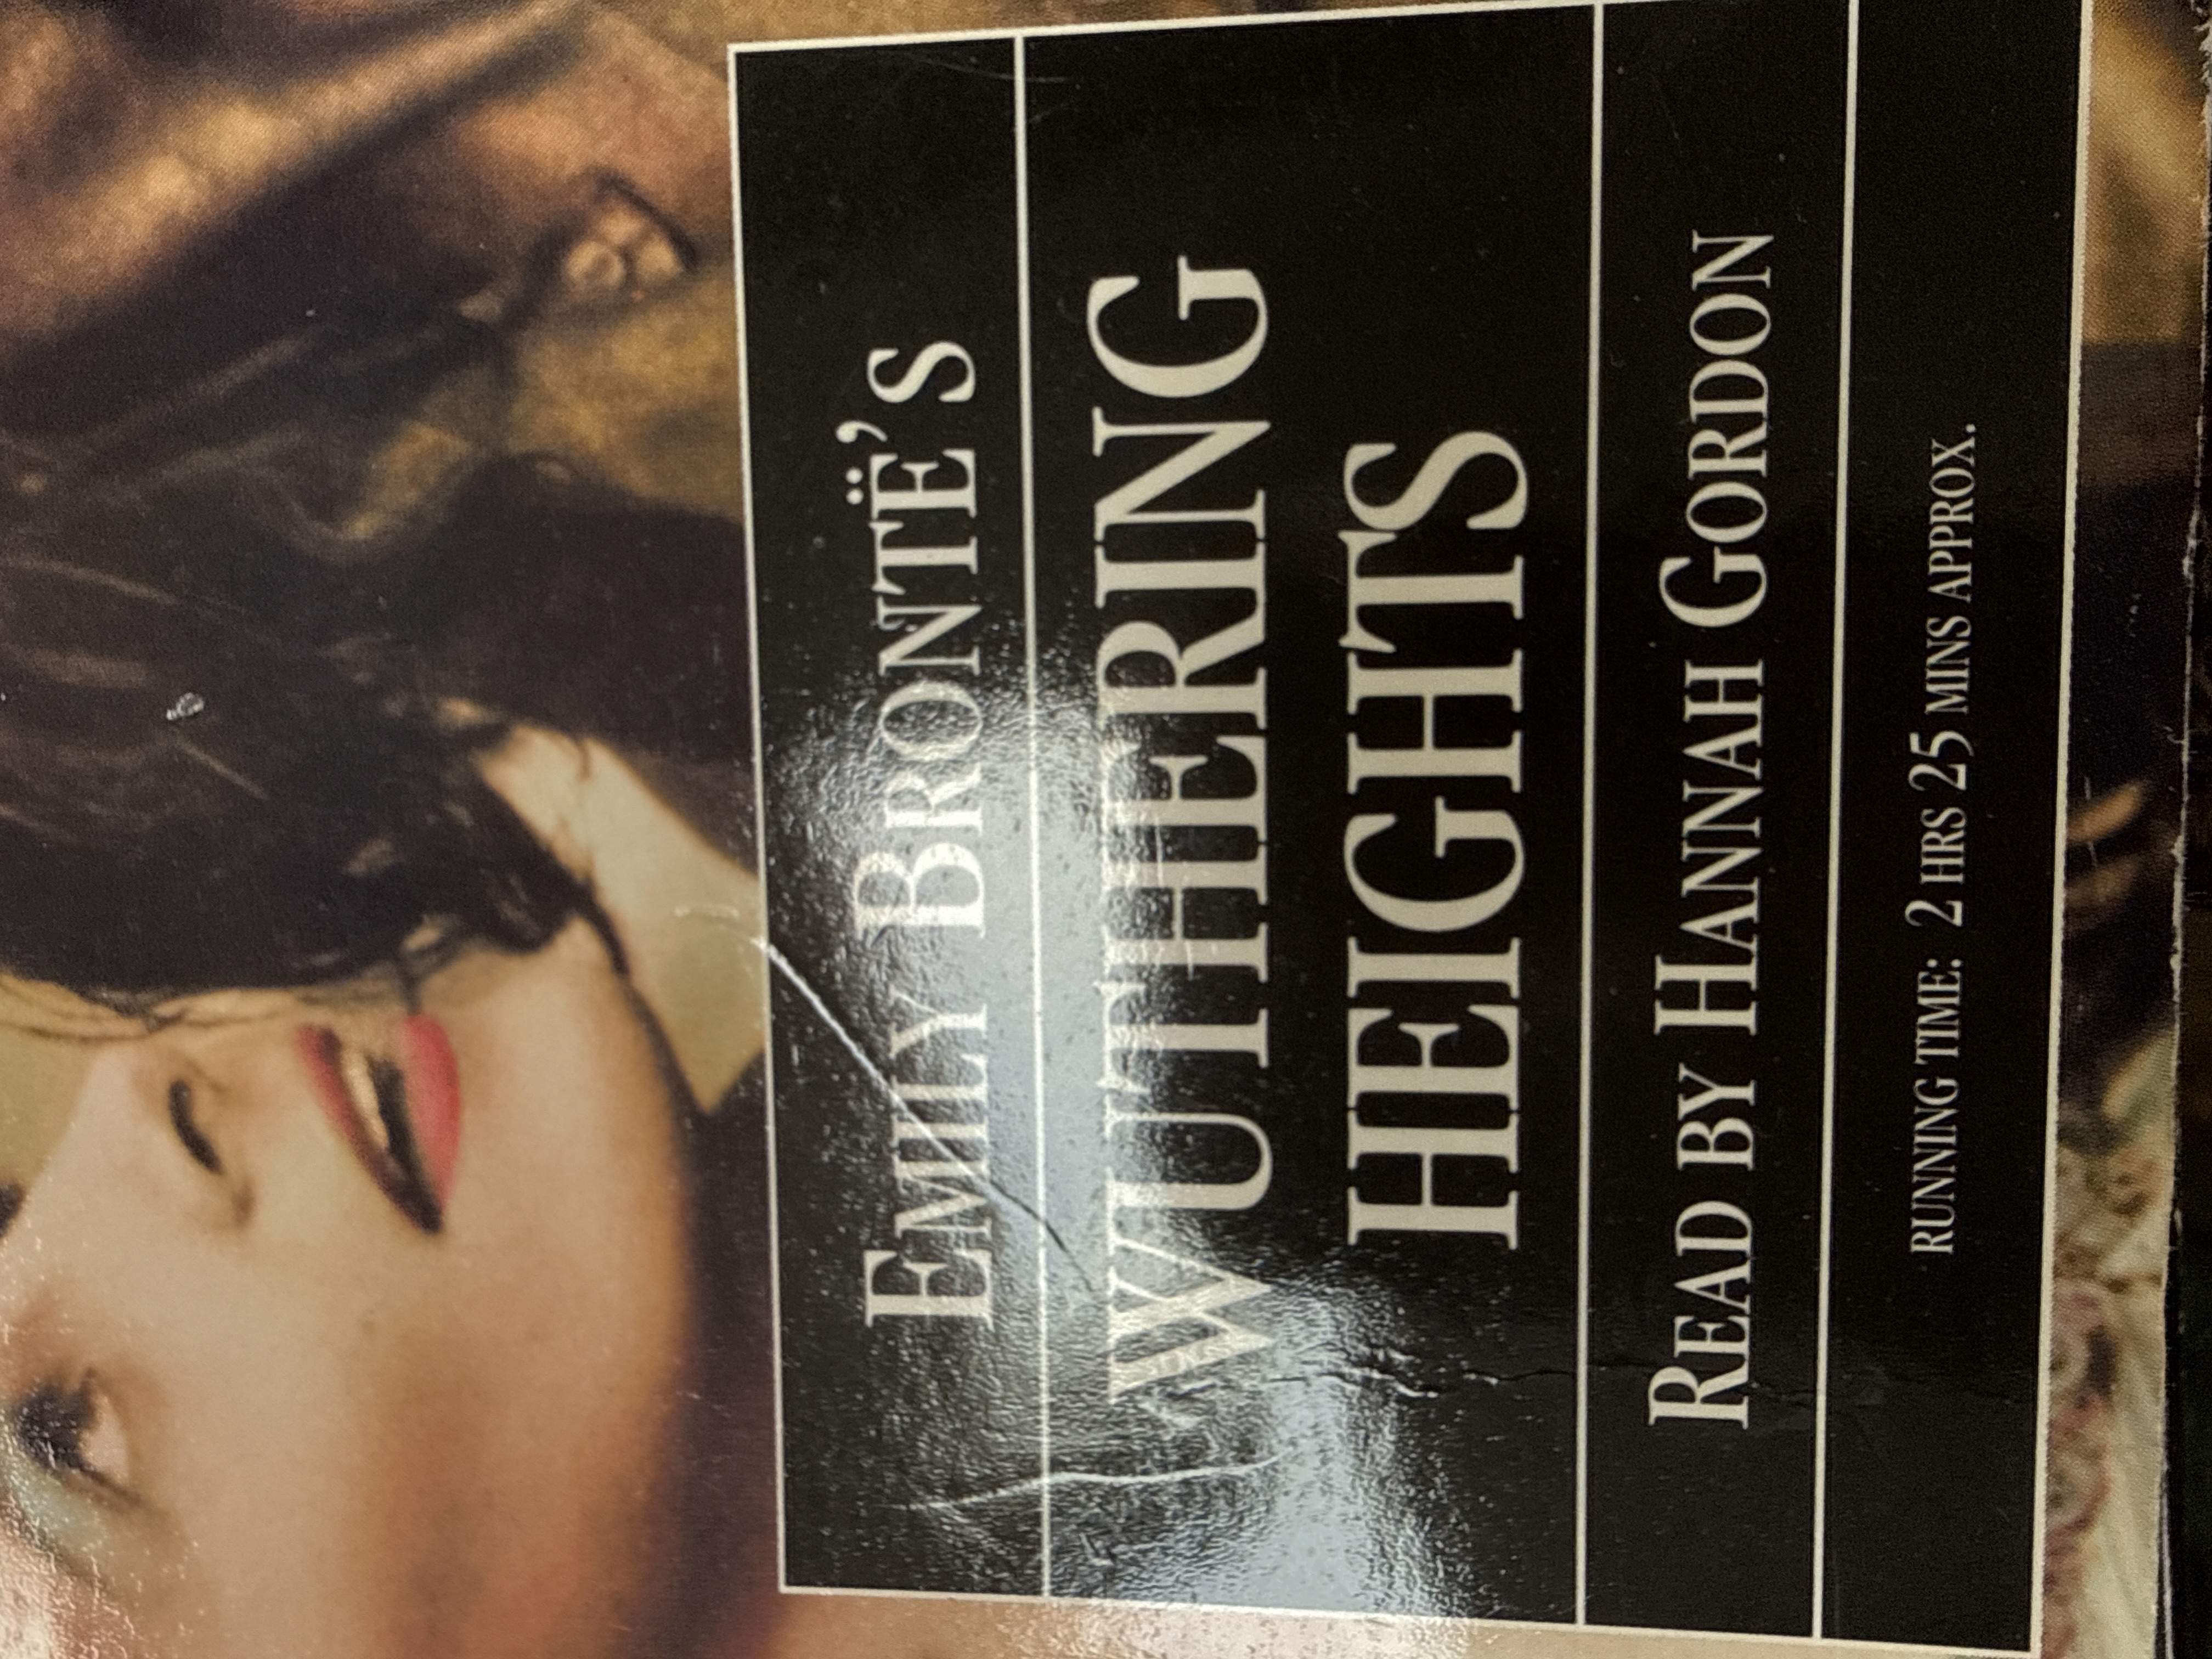 EMILY BRONTË'S
WUTHERING
HEIGHTS
READ BY HANNAH GORDON
RUNNING TIME: 2 HRS 25 MINS APPROX.